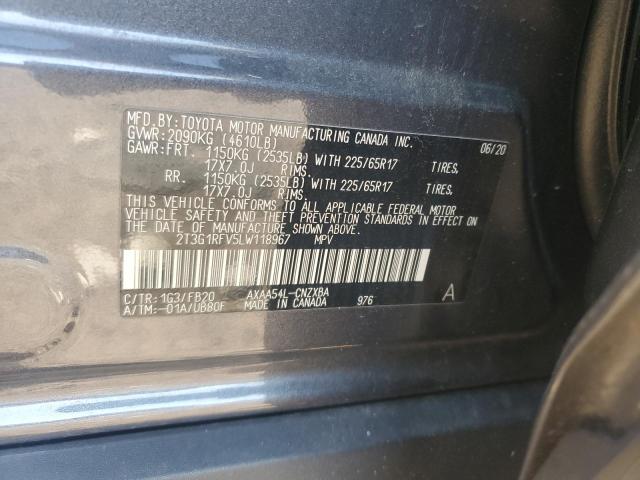 MFD.BY:TOYOTA MOTOR MANUFACTURING CANADA INC. 06/20
GVWR:2090KG (4610LB)
GAWR:FRT. 1150KG (2535LB) WITH 225/65R17 TIRES,
17X7.0J RIMS.
RR. 1150KG (2535LB) WITH 225/65R17 TIRES,
17X7.0J RIMS.
THIS VEHICLE CONFORMS TO ALL APPLICABLE FEDERAL MOTOR
VEHICLE SAFETY AND THEFT PREVENTION STANDARDS IN EFFECT
ON THE DATE OF MANUFACTURE SHOWN ABOVE.
2T3G1RFV5LW118967 MPV
C/TR:1G3/FB20 AXAA54L-CNZXBA A
A/TM:-01A/UB80F MADE IN CANADA 976